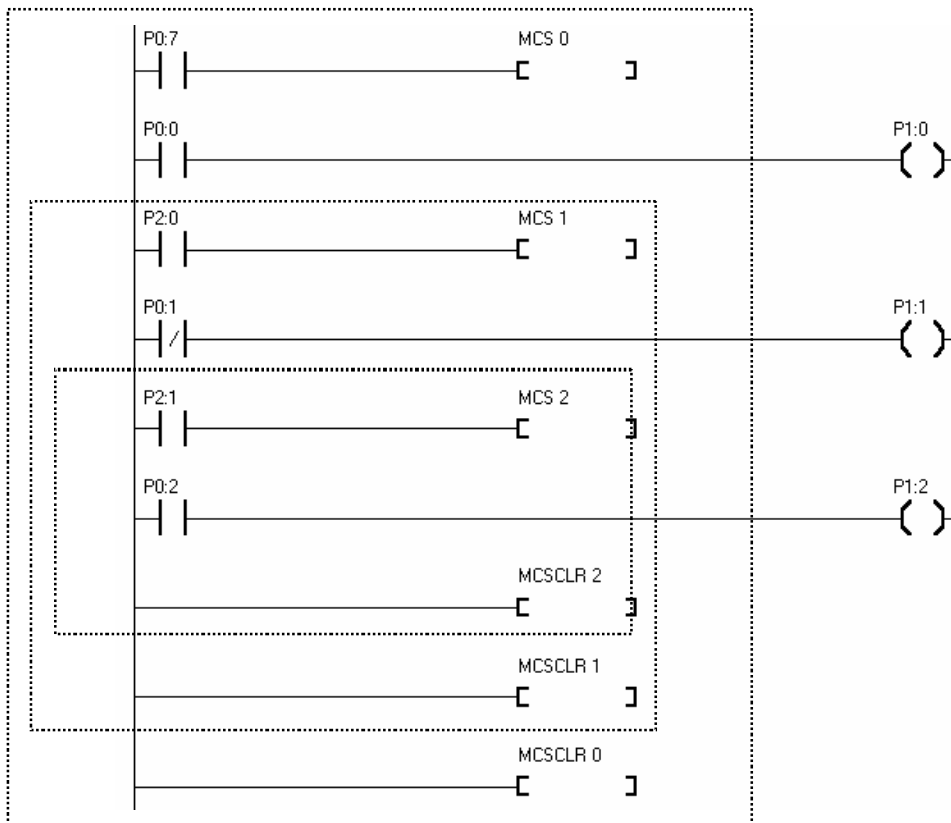 P0:7 MCS 0
P0:0 P1:0
P2:0 MCS 1
P0:1 P1:1
P2:1 MCS 2
P0:2 P1:2
MCSCLR 2
MCSCLR 1
MCSCLR 0